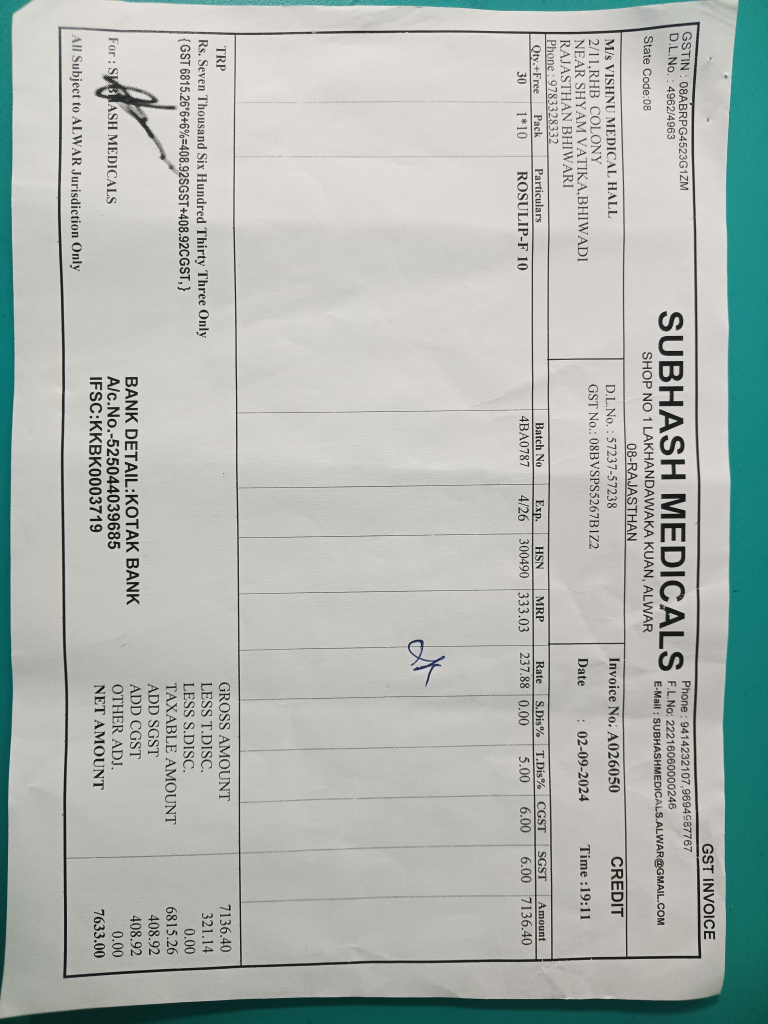 GST INVOICE
GSTIN : 08ABRPG4523G1ZM
D.L.No. : 4962/4963
State Code:08
SUBHASH MEDICALS
SHOP NO 1 LAKHANDAWAKA KUAN, ALWAR
08-RAJASTHAN
Phone : 9414232107,9694987767
F.L.No: 22216060000246
E-Mail : SUBHASHMEDICALS.ALWAR@GMAIL.COM
M/s VISHNU MEDICAL HALL
2/11,RHB COLONY
NEAR SHYAM VATIKA,BHIWADI
RAJASTHAN BHIWARI
Phone : 9783328332
D.L.No. : 57237-57238
GST No.: 08BVSPS5267B1Z2
CREDIT
Invoice No: A026050
Date : 02-09-2024 Time :19:11
Qty.+Free Pack Particulars Batch No Exp. HSN MRP Rate S.Dis% T.Dis% CGST SGST Amount
30 1*10 ROSULIP-F 10 4BA0787 4/26 300490 333.03 237.88 0.00 5.00 6.00 6.00 7136.40
TRP
Rs. Seven Thousand Six Hundred Thirty Three Only
{GST 6815.26*6+6%=408.92SGST+408.92CGST,}
For : SUBHASH MEDICALS
All Subject to ALWAR Jurisdiction Only
BANK DETAIL:KOTAK BANK
A/c.No.-525044039685
IFSC:KKBK0003719
GROSS AMOUNT 7136.40
LESS T.DISC. 321.14
LESS S.DISC. 0.00
TAXABLE AMOUNT 6815.26
ADD SGST 408.92
ADD CGST 408.92
OTHER ADJ. 0.00
NET AMOUNT 7633.00